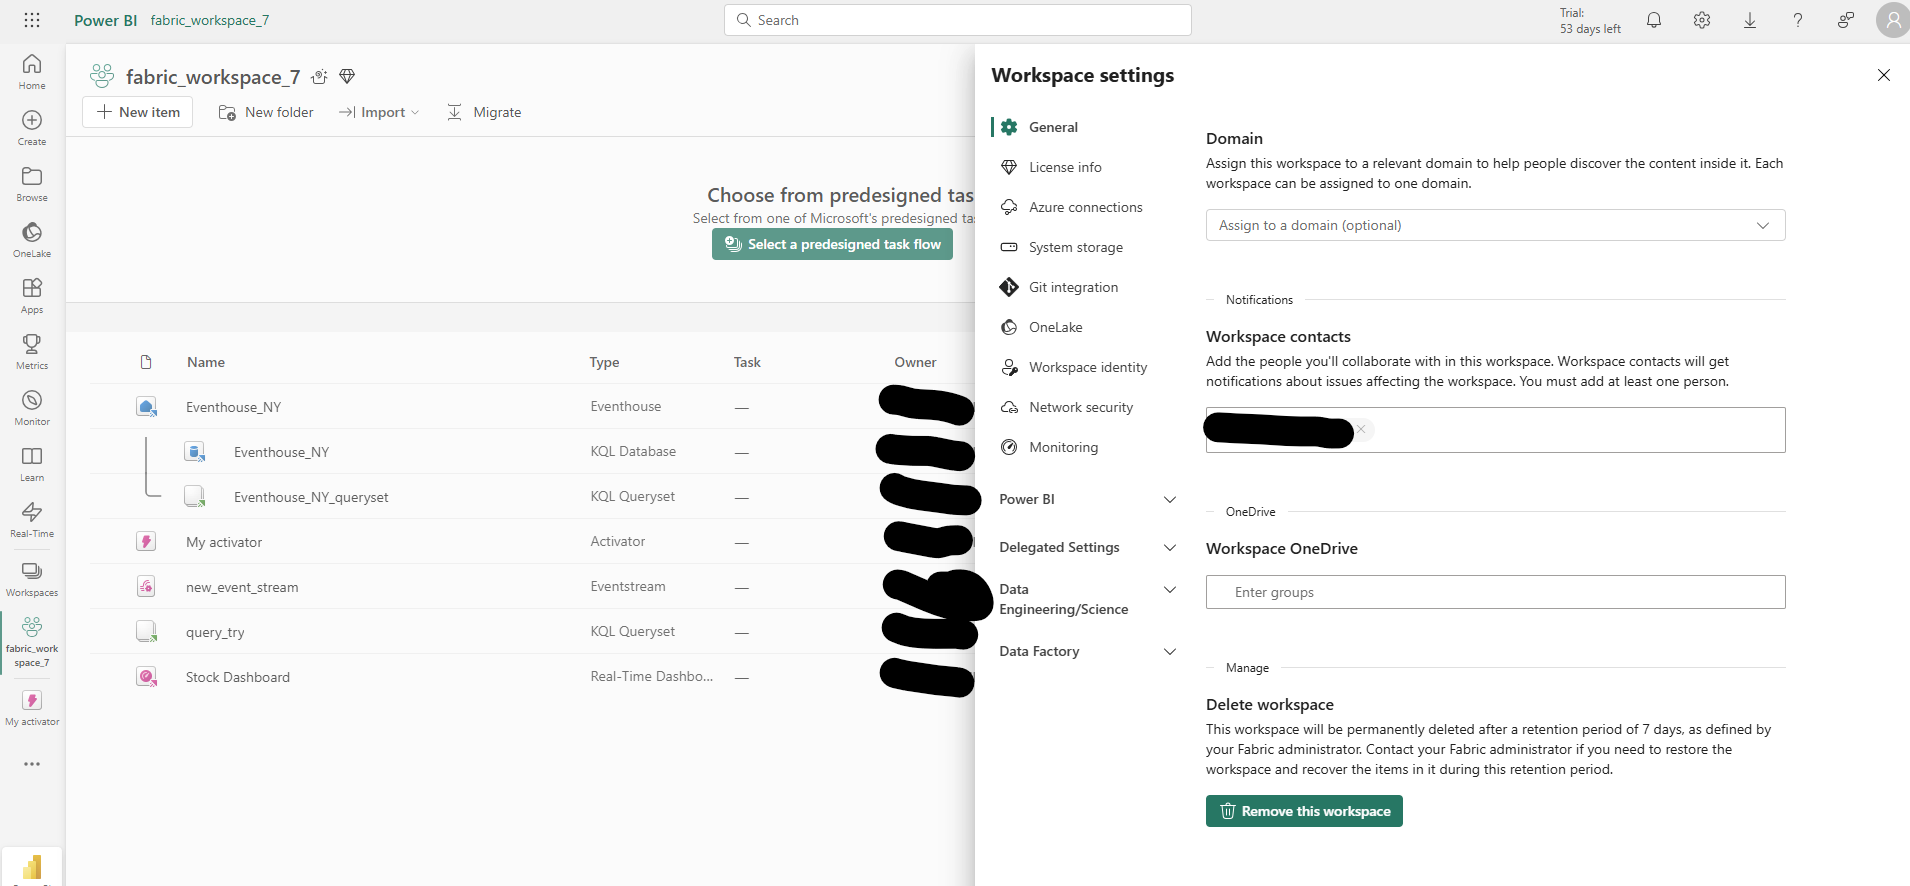 Power BI fabric_workspace_7
Search
Trial:
53 days left
Home
Create
Browse
OneLake
Apps
Metrics
Monitor
Learn
Real-Time
Workspaces
fabric_work
space_7
My activator
fabric_workspace_7
New item New folder Import Migrate
Choose from predesigned tas
Select from one of Microsoft's predesigned ta
Select a predesigned task flow
Name Type Task Owner
Eventhouse_NY Eventhouse —
Eventhouse_NY KQL Database —
Eventhouse_NY_queryset KQL Queryset —
My activator Activator —
new_event_stream Eventstream —
query_try KQL Queryset —
Stock Dashboard Real-Time Dashbo... —
Workspace settings
General
License info
Azure connections
System storage
Git integration
OneLake
Workspace identity
Network security
Monitoring
Power BI
Delegated Settings
Data
Engineering/Science
Data Factory
Domain
Assign this workspace to a relevant domain to help people discover the content inside it. Each
workspace can be assigned to one domain.
Assign to a domain (optional)
Notifications
Workspace contacts
Add the people you'll collaborate with in this workspace. Workspace contacts will get
notifications about issues affecting the workspace. You must add at least one person.
OneDrive
Workspace OneDrive
Enter groups
Manage
Delete workspace
This workspace will be permanently deleted after a retention period of 7 days, as defined by
your Fabric administrator. Contact your Fabric administrator if you need to restore the
workspace and recover the items in it during this retention period.
Remove this workspace